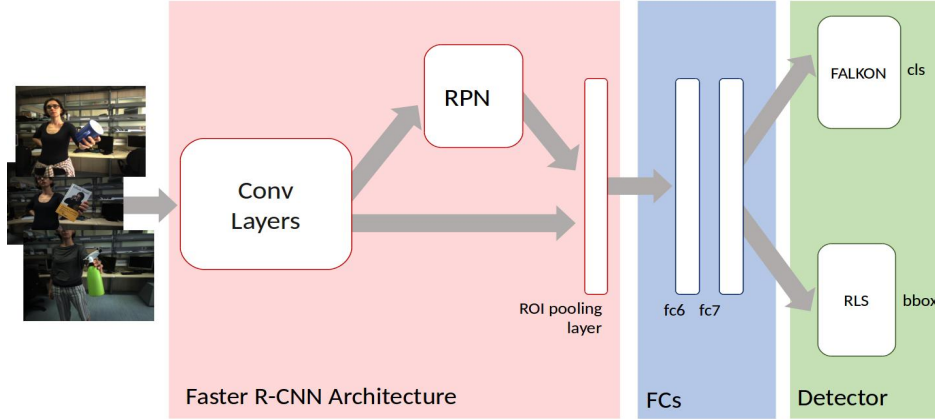 RPN
FALKON
cls
Conv
Layers
RLS
bbox
ROI pooling
layer
fc6
fc7
Faster R-CNN Architecture
FCs
Detector